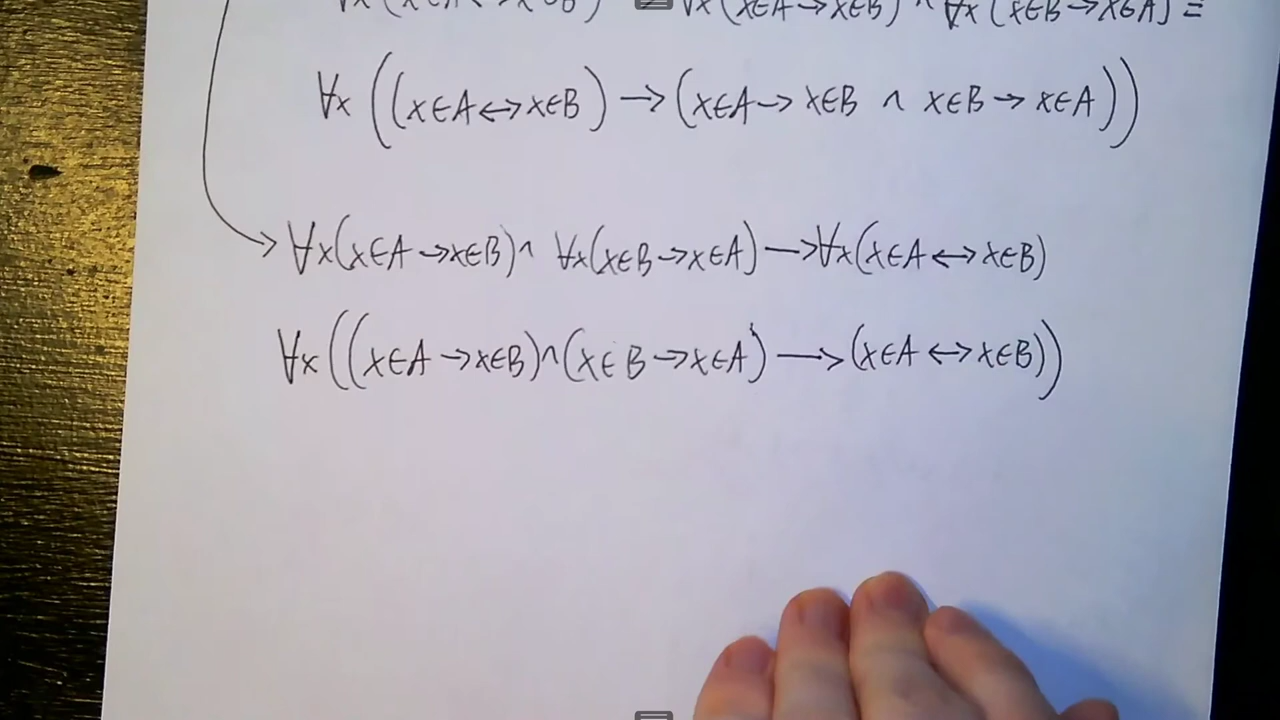 ∀x(x∈A→x∈B) ∧ ∀x(x∈B→x∈A) ≡
∀x((x∈A↔x∈B)→(x∈A→x∈B ∧ x∈B→x∈A))
∀x(x∈A→x∈B)∧ ∀x(x∈B→x∈A)→∀x(x∈A↔x∈B)
∀x((x∈A→x∈B)∧(x∈B→x∈A)→(x∈A↔x∈B))